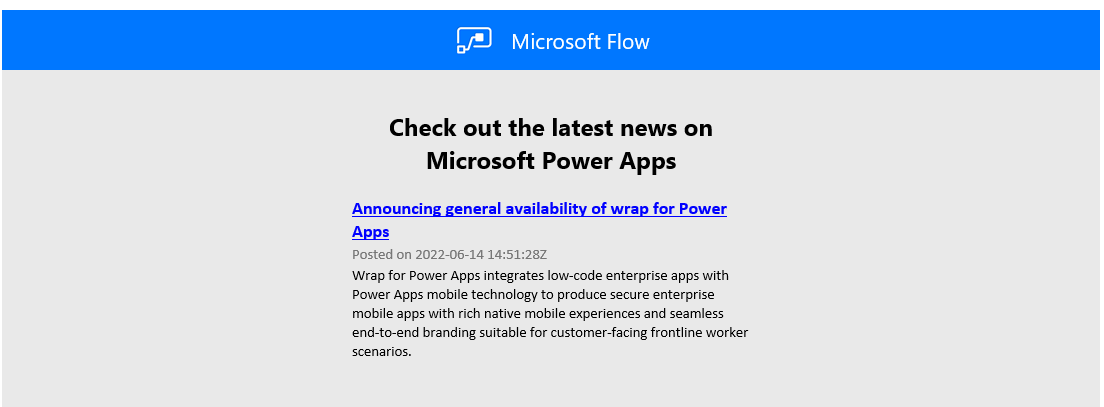 Microsoft Flow
Check out the latest news on
Microsoft Power Apps
Announcing general availability of wrap for Power
Apps
Posted on 2022-06-14 14:51:28Z
Wrap for Power Apps integrates low-code enterprise apps with
Power Apps mobile technology to produce secure enterprise
mobile apps with rich native mobile experiences and seamless
end-to-end branding suitable for customer-facing frontline worker
scenarios.